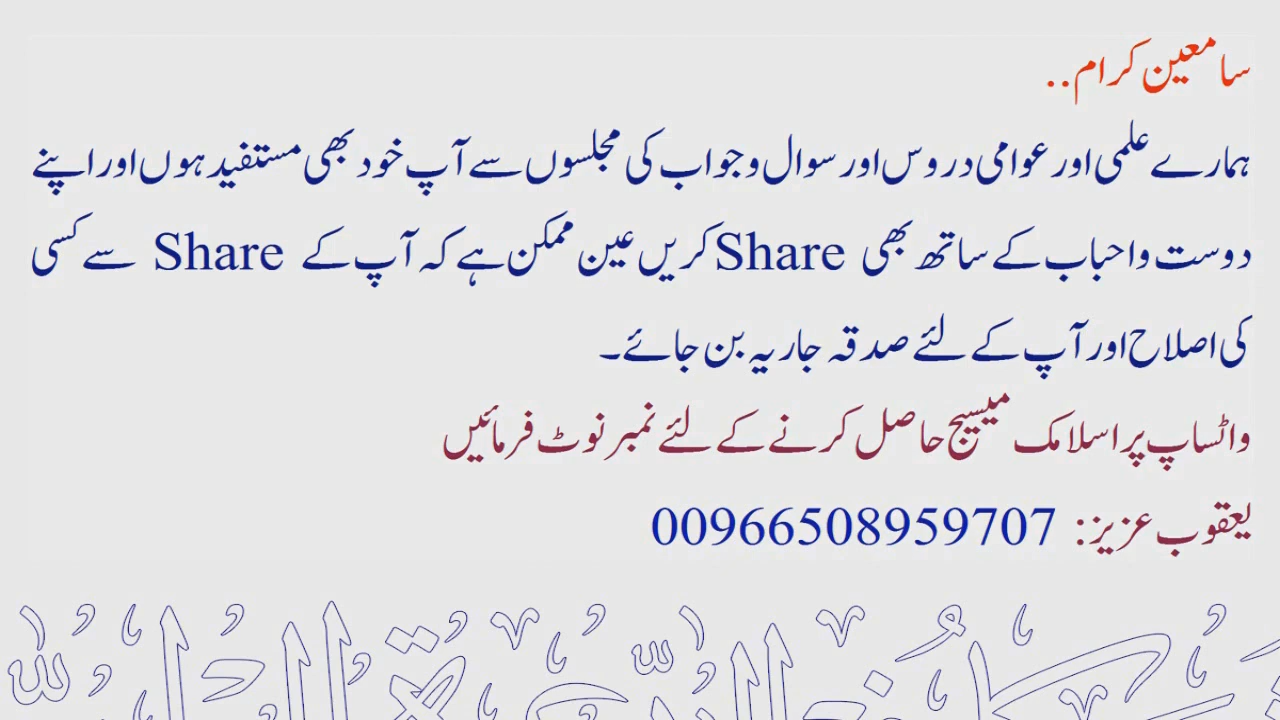 سامعین کرام..
ہمارے علمی اور عوامی دروس اور سوال و جواب کی مجلسوں سے آپ خود بھی مستفید ہوں اور اپنے
دوست و احباب کے ساتھ بھی Share کریں عین ممکن ہے کہ آپ کے Share سے کسی
کی اصلاح اور آپ کے لئے صدقہ جاریہ بن جائے۔
واٹساپ پر اسلامک میسیج حاصل کرنے کے لئے نمبر نوٹ فرمائیں
یعقوب عزیز: 00966508959707